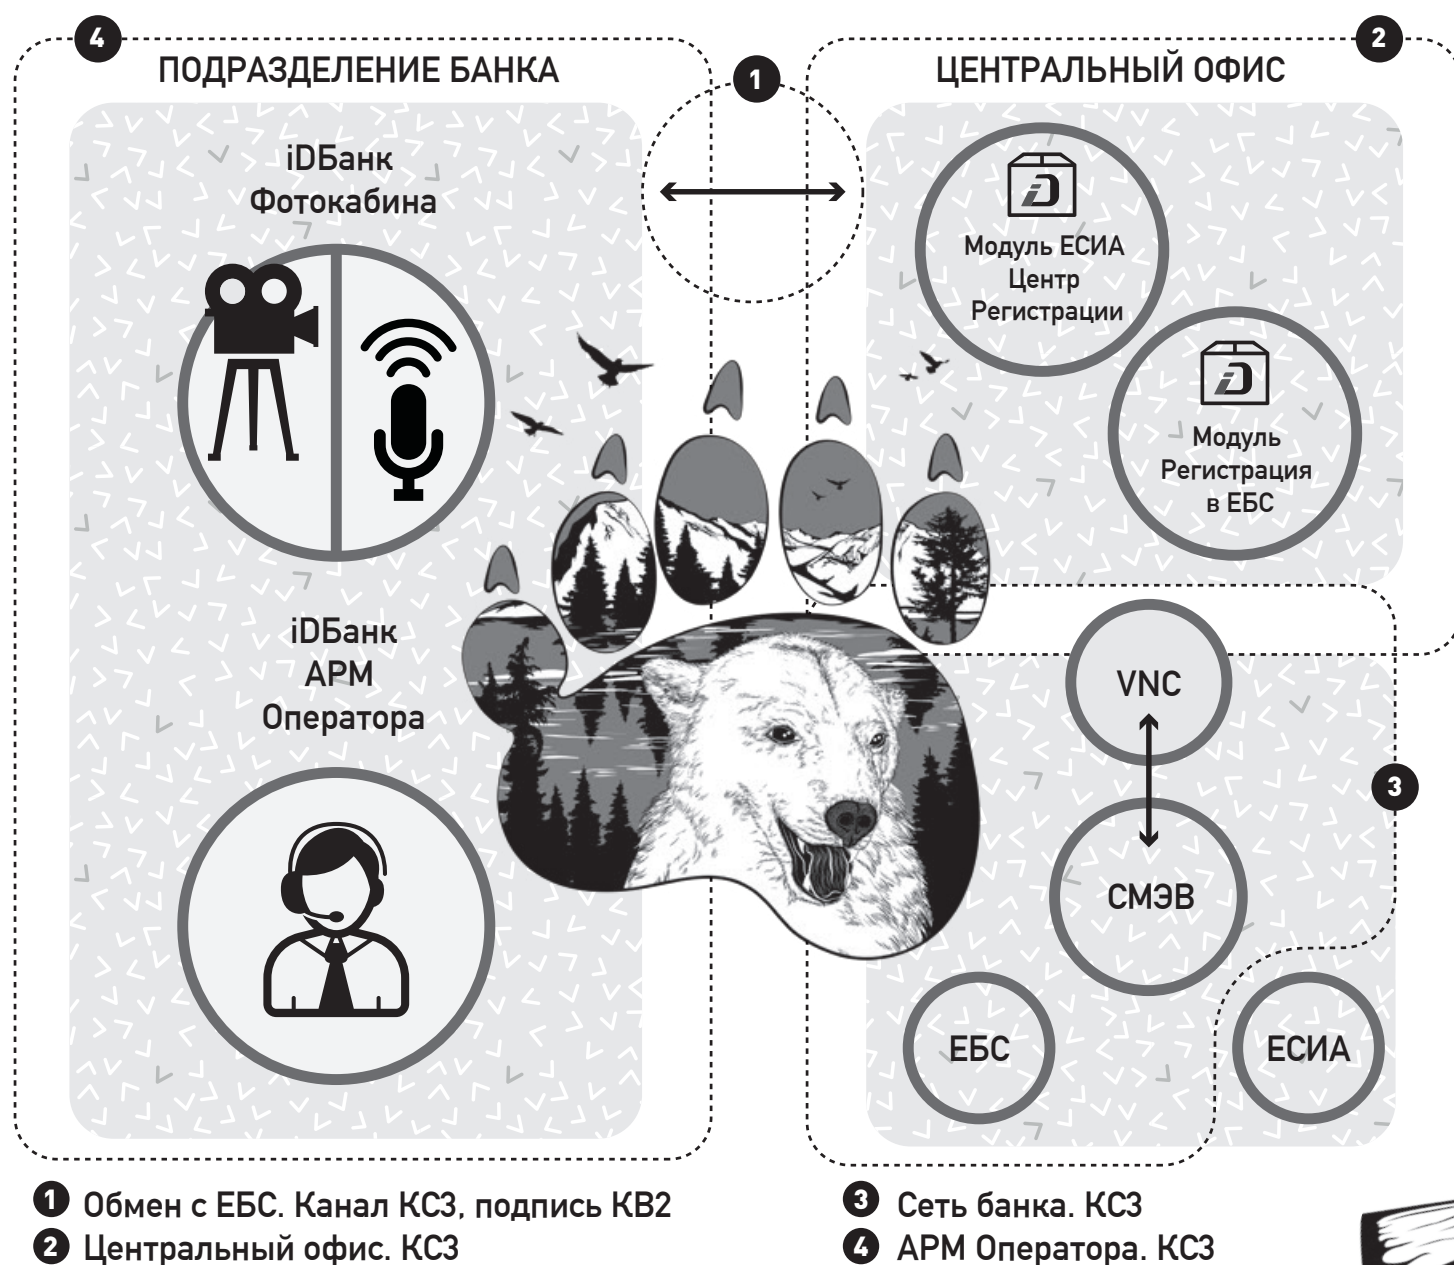 4
ПОДРАЗДЕЛЕНИЕ БАНКА
iDБанк
Фотокабина
iDБанк
АРМ
Оператора
1
2
ЦЕНТРАЛЬНЫЙ ОФИС
iD
Модуль ЕСИА
Центр
Регистрации
iD
Модуль
Регистрация
в ЕБС
VNC
3
СМЭВ
ЕБС
ЕСИА
1 Обмен с ЕБС. Канал КС3, подпись КВ2
2 Центральный офис. КС3
3 Сеть банка. КС3
4 АРМ Оператора. КС3